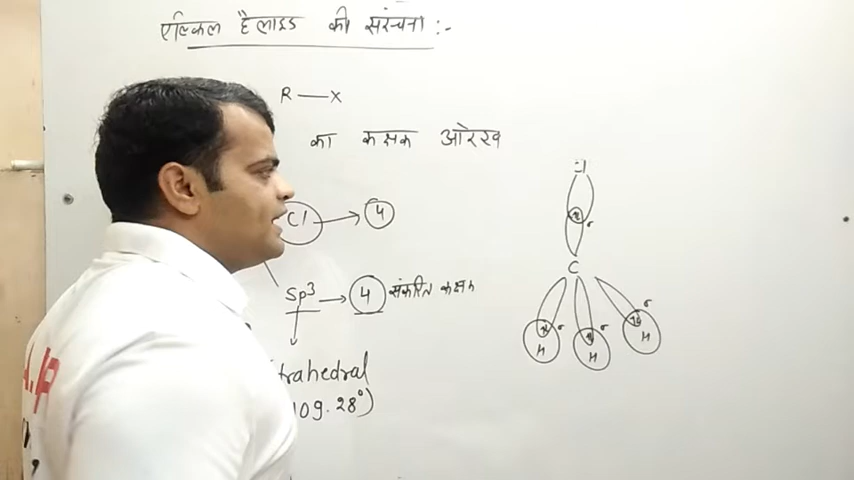 एल्किल हैलाइड की संरचना :-
R — X
का कक्षक आरेख
Cl → 4
Sp³ → 4 संकरित कक्षक
trahedral
109.28°)
Cl
σ
C
σ σ σ
H H H